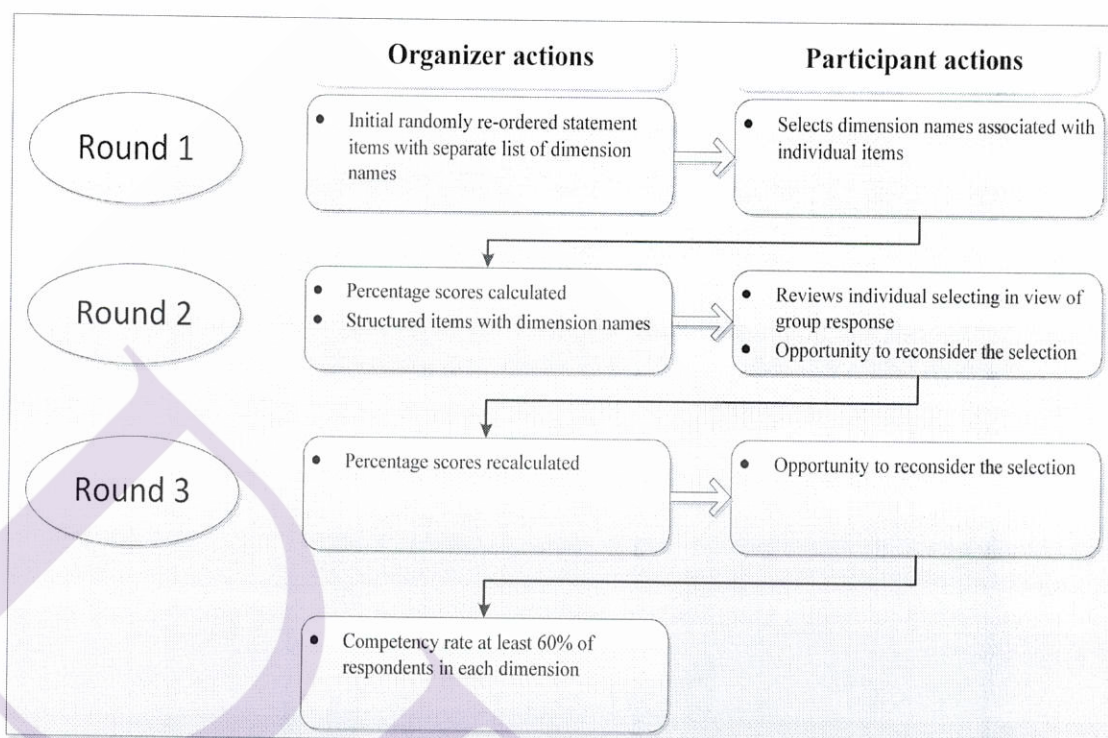 Organizer actions
Participant actions
Round 1
• Initial randomly re-ordered statement
items with separate list of dimension
names
• Selects dimension names associated with
individual items
Round 2
• Percentage scores calculated
• Structured items with dimension names
• Reviews individual selecting in view of
group response
• Opportunity to reconsider the selection
Round 3
• Percentage scores recalculated
• Opportunity to reconsider the selection
• Competency rate at least 60% of
respondents in each dimension